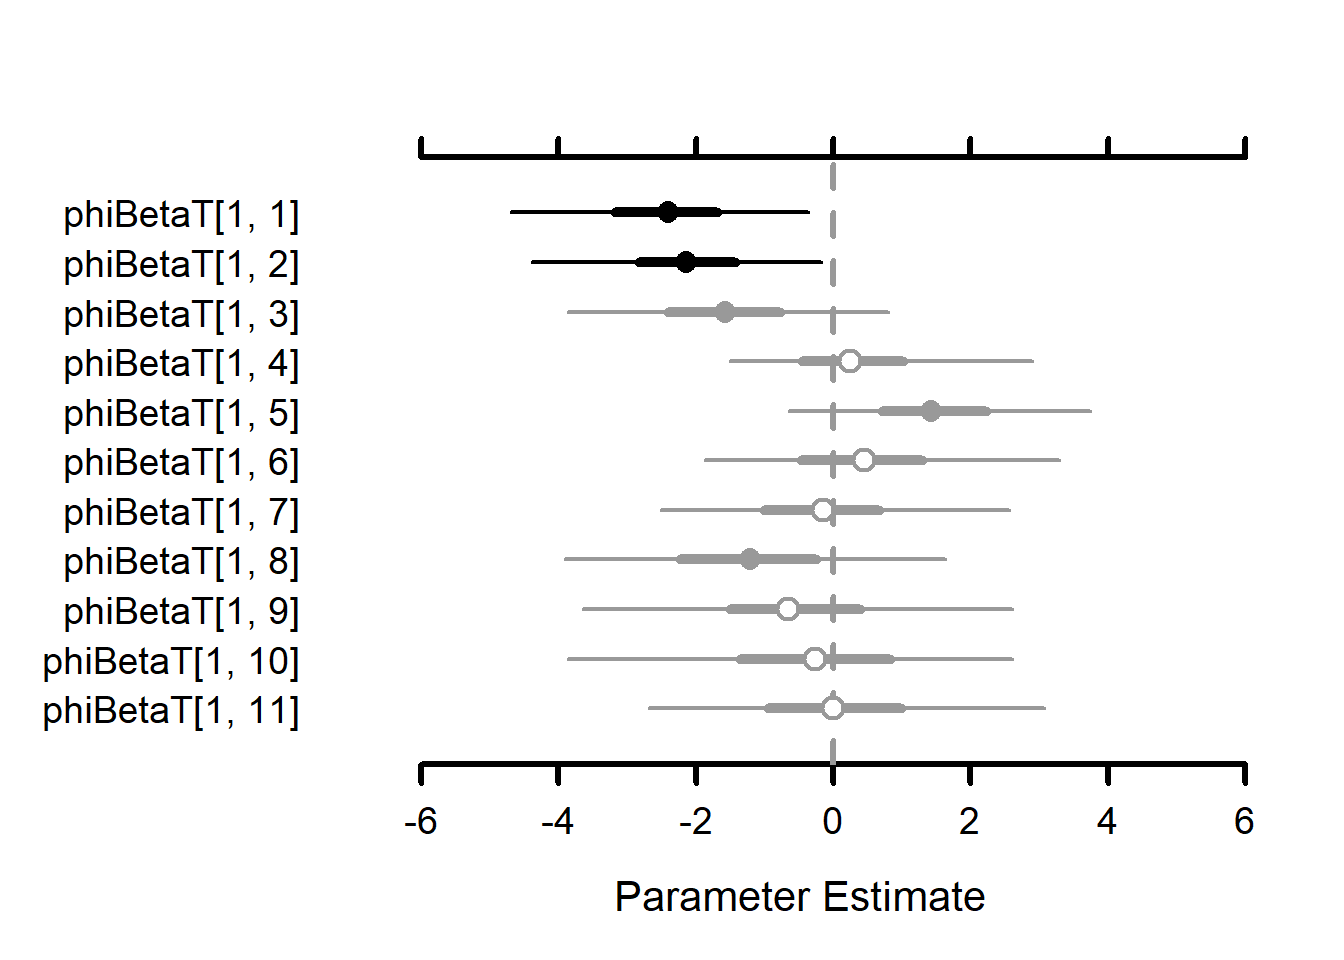 phiBetaT[1, 1]
phiBetaT[1, 2]
phiBetaT[1, 3]
phiBetaT[1, 4]
phiBetaT[1, 5]
phiBetaT[1, 6]
phiBetaT[1, 7]
phiBetaT[1, 8]
phiBetaT[1, 9]
phiBetaT[1, 10]
phiBetaT[1, 11]
-6 -4 -2 0 2 4 6
Parameter Estimate